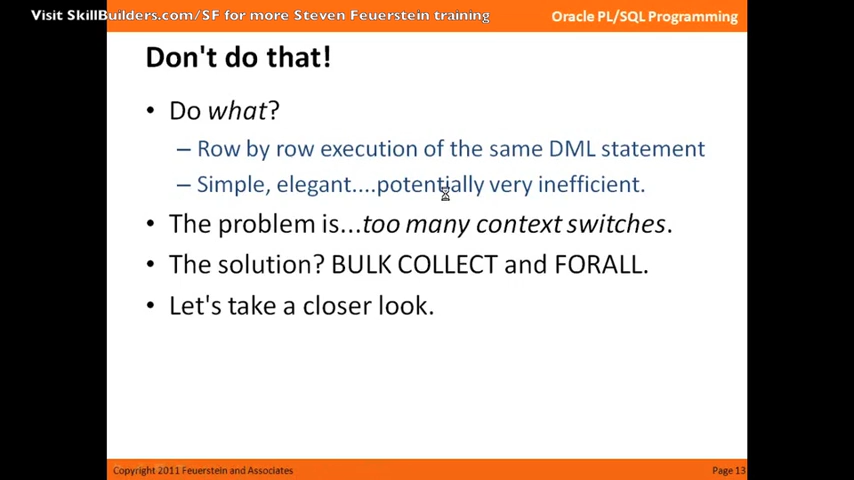 Visit SkillBuilders.com/SF for more Steven Feuerstein training
Oracle PL/SQL Programming
Don't do that!
• Do what?
– Row by row execution of the same DML statement
– Simple, elegant....potentially very inefficient.
• The problem is...too many context switches.
• The solution? BULK COLLECT and FORALL.
• Let's take a closer look.
Copyright 2011 Feuerstein and Associates
Page 13